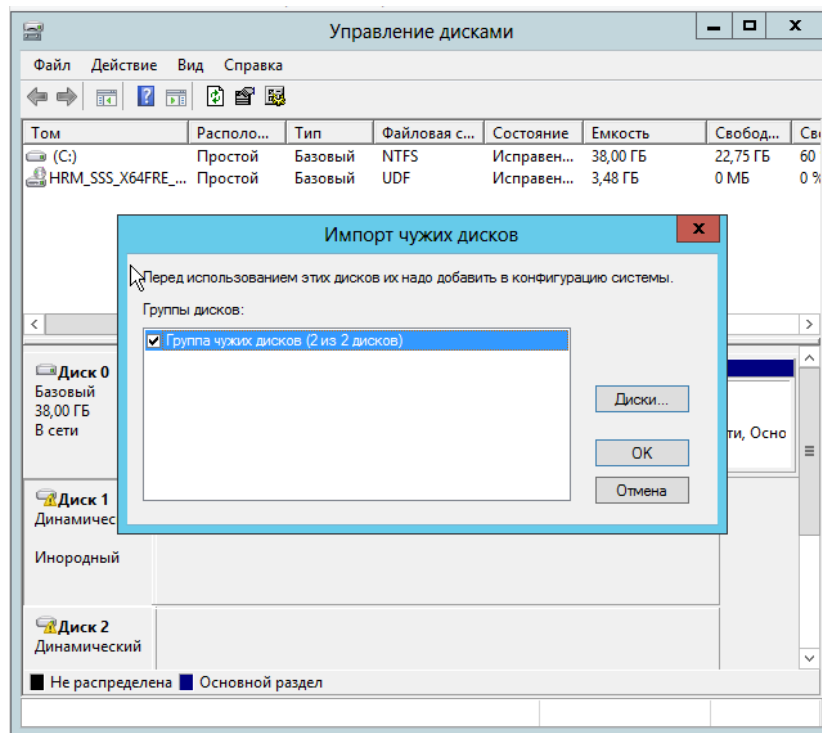 Управление дисками
Файл Действие Вид Справка
Том Располо... Тип Файловая с... Состояние Емкость Свобод... Сво
(C:) Простой Базовый NTFS Исправен... 38,00 ГБ 22,75 ГБ 60
HRM_SSS_X64FRE_... Простой Базовый UDF Исправен... 3,48 ГБ 0 МБ 0 %
Импорт чужих дисков
Перед использованием этих дисков их надо добавить в конфигурацию системы.
Группы дисков:
Группа чужих дисков (2 из 2 дисков)
Диски...
OK
Отмена
Диск 0
Базовый
38,00 ГБ
В сети
ти, Осно
Диск 1
Динамичес
Инородный
Диск 2
Динамический
Не распределена Основной раздел